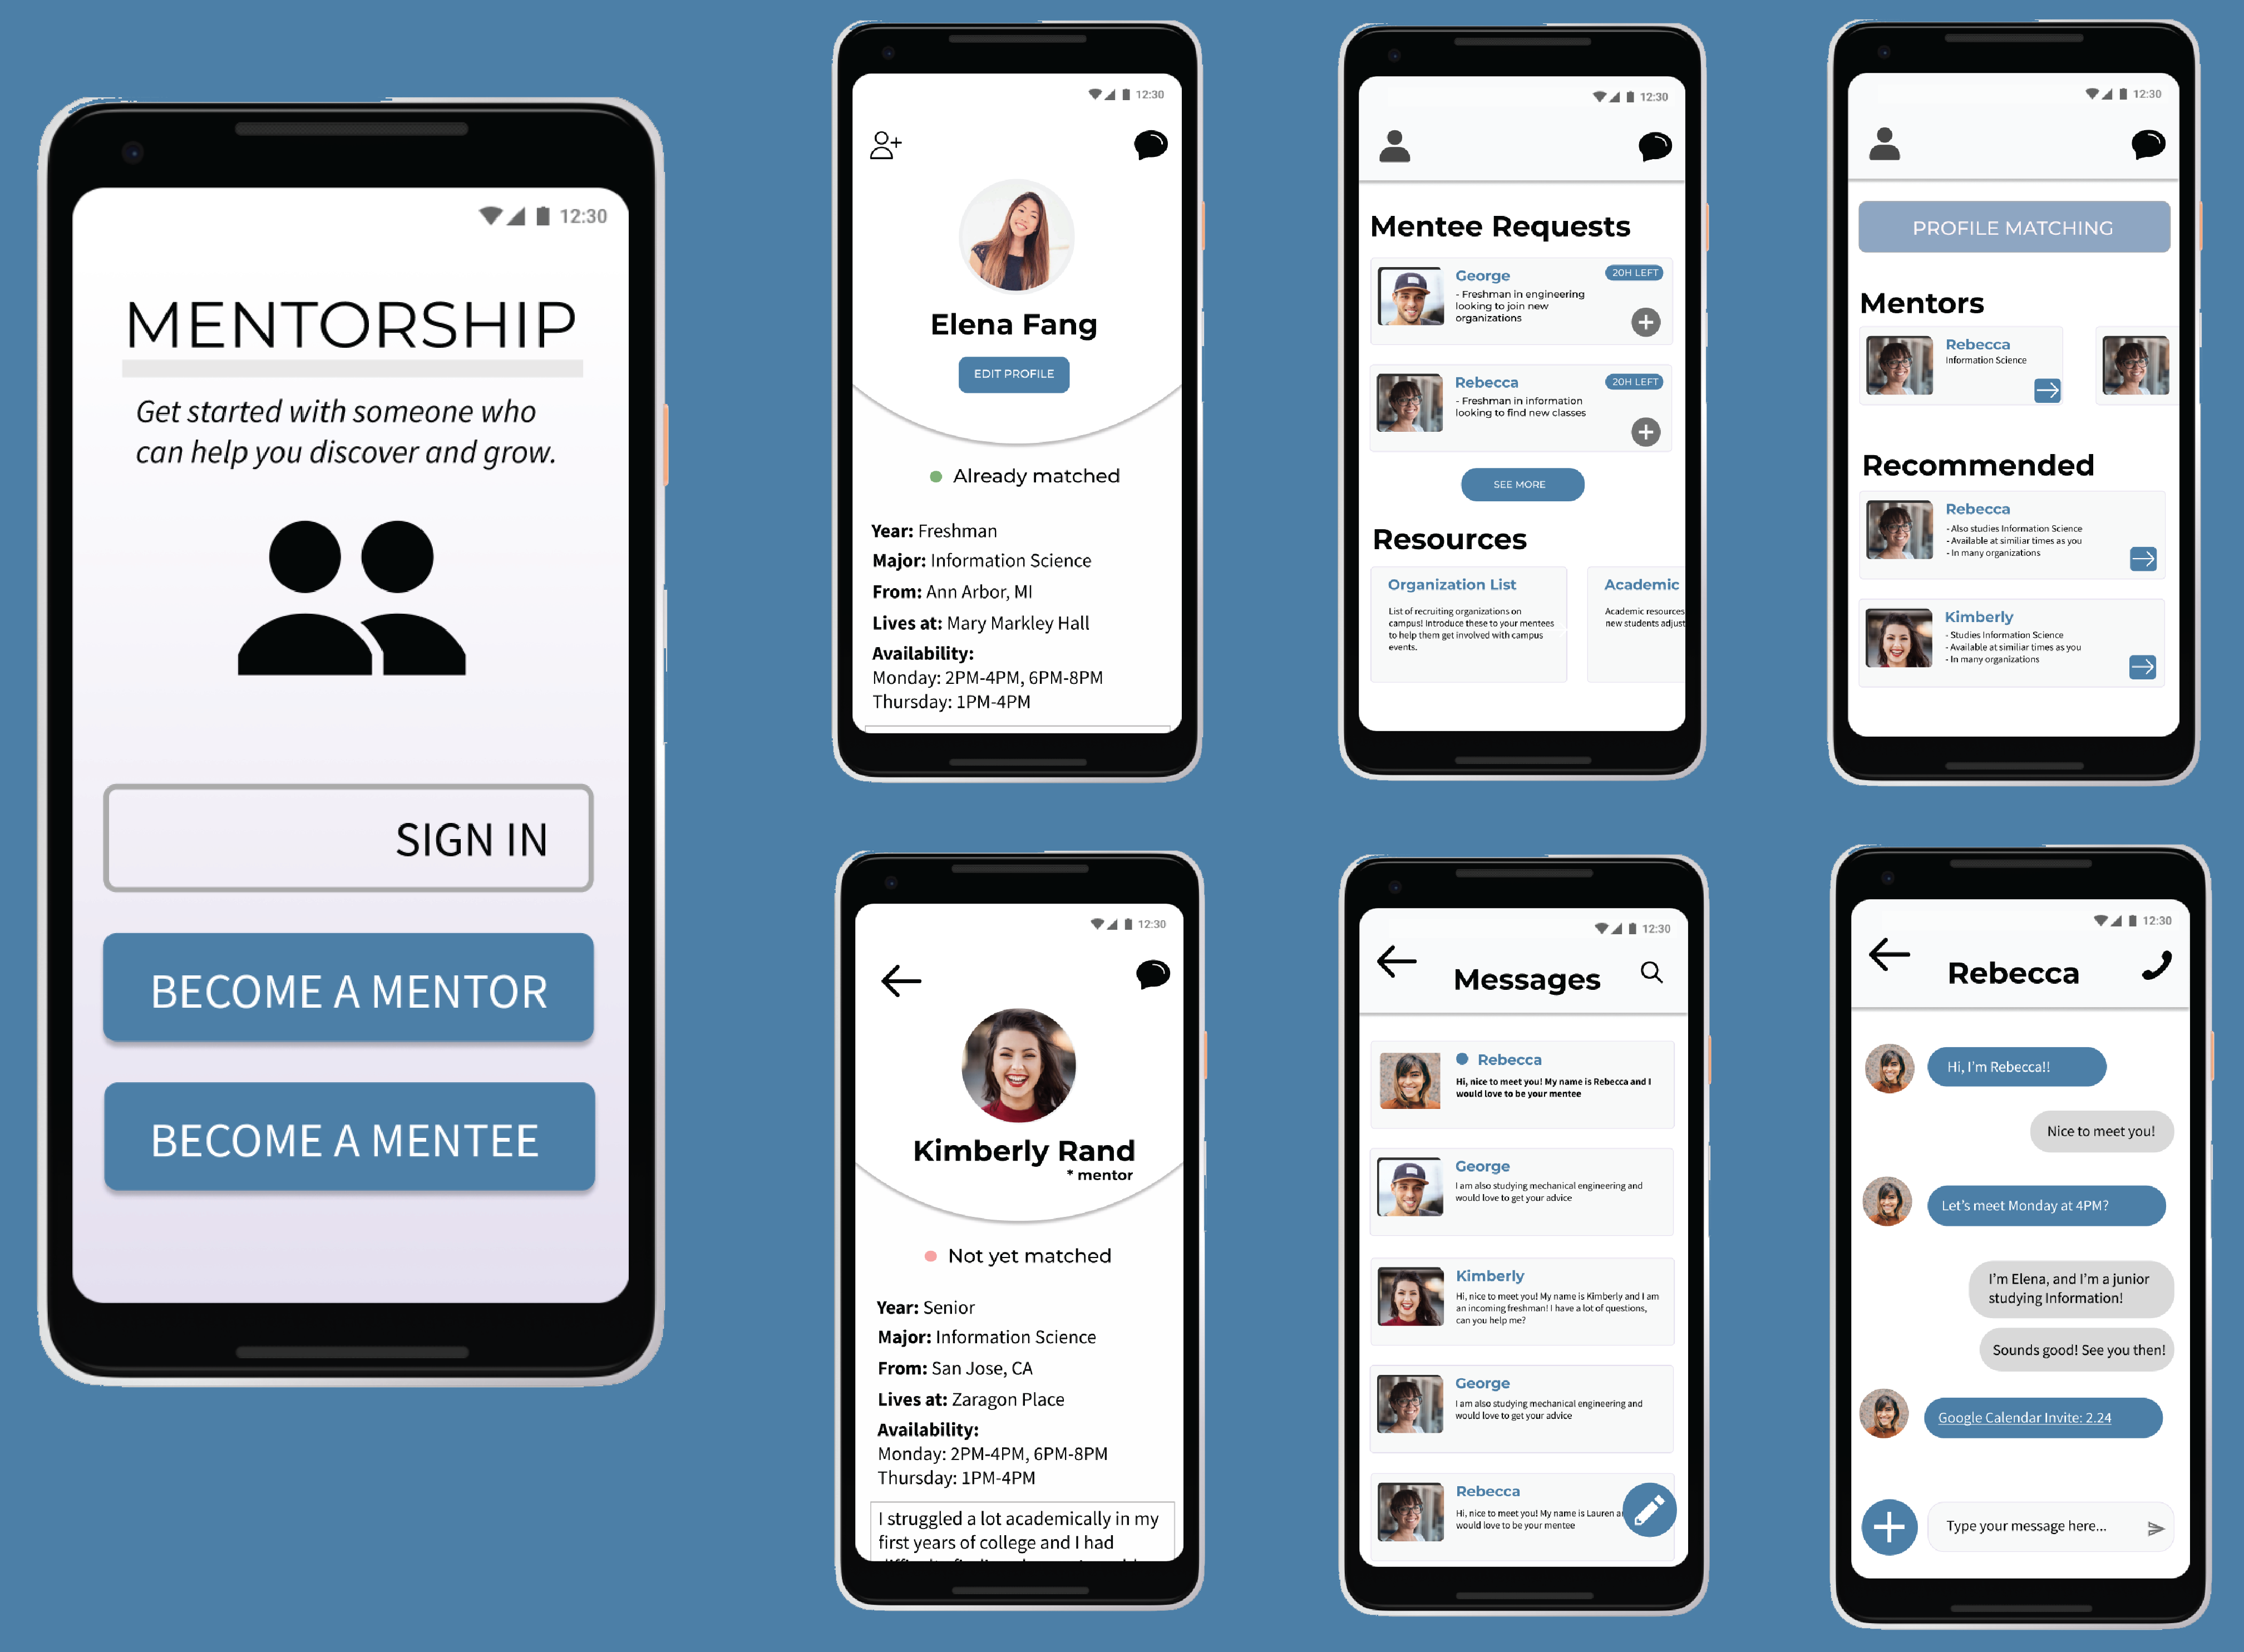 12:30
MENTORSHIP
Get started with someone who
can help you discover and grow.
SIGN IN
BECOME A MENTOR
BECOME A MENTEE
12:30
Elena Fang
EDIT PROFILE
Already matched
Year: Freshman
Major: Information Science
From: Ann Arbor, MI
Lives at: Mary Markley Hall
Availability:
Monday: 2PM-4PM, 6PM-8PM
Thursday: 1PM-4PM
12:30
Mentee Requests
George
20H LEFT
- Freshman in engineering
looking to join new
organizations
Rebecca
20H LEFT
- Freshman in information
looking to find new classes
SEE MORE
Resources
Organization List
List of recruiting organizations on
campus! Introduce these to your mentees
to help them get involved with campus
events.
Academic
Academic resources
new students adjust
12:30
PROFILE MATCHING
Mentors
Rebecca
Information Science
Recommended
Rebecca
- Also studies Information Science
- Available at similiar times as you
- In many organizations
Kimberly
- Studies Information Science
- Available at similiar times as you
- In many organizations
12:30
Kimberly Rand
* mentor
Not yet matched
Year: Senior
Major: Information Science
From: San Jose, CA
Lives at: Zaragon Place
Availability:
Monday: 2PM-4PM, 6PM-8PM
Thursday: 1PM-4PM
I struggled a lot academically in my
first years of college and I had
12:30
Messages
Rebecca
Hi, nice to meet you! My name is Rebecca and I
would love to be your mentee
George
I am also studying mechanical engineering and
would love to get your advice
Kimberly
Hi, nice to meet you! My name is Kimberly and I am
an incoming freshman! I have a lot of questions,
can you help me?
George
I am also studying mechanical engineering and
would love to get your advice
Rebecca
Hi, nice to meet you! My name is Lauren a
would love to be your mentee
12:30
Rebecca
Hi, I'm Rebecca!!
Nice to meet you!
Let's meet Monday at 4PM?
I'm Elena, and I'm a junior
studying Information!
Sounds good! See you then!
Google Calendar Invite: 2.24
Type your message here...